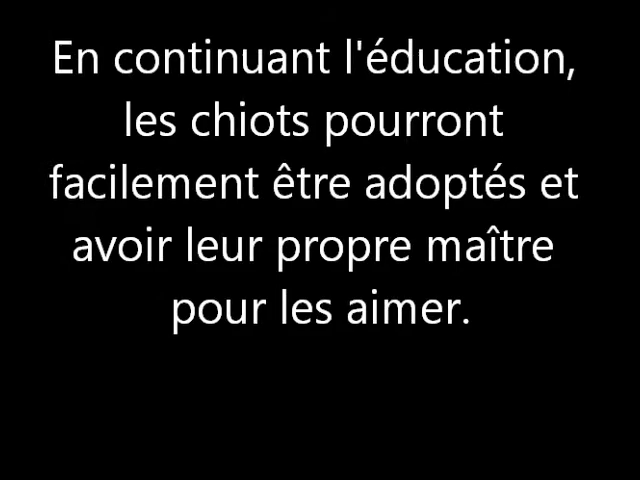 En continuant l'éducation,
les chiots pourront
facilement être adoptés et
avoir leur propre maître
pour les aimer.